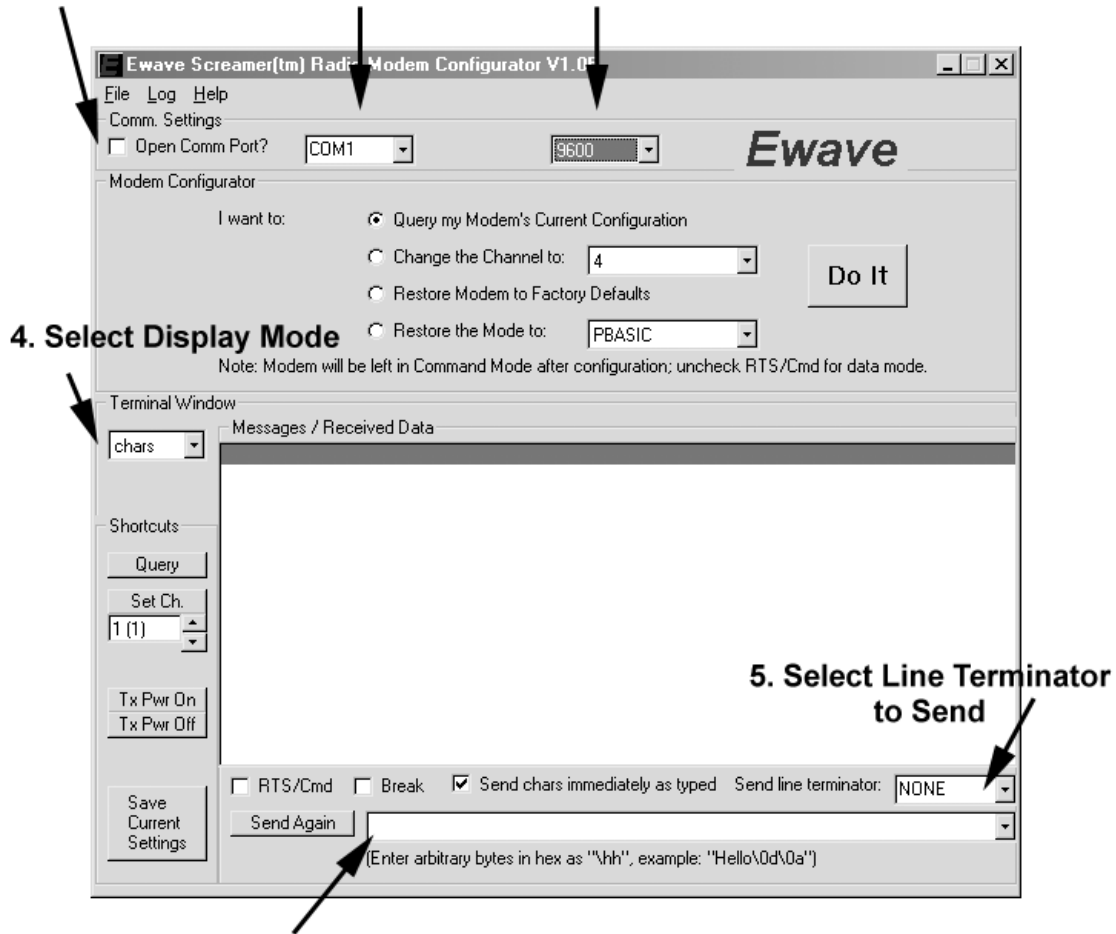 Ewave Screamer(tm) Radio Modem Configurator V1.05
File Log Help
Comm. Settings
Open Comm Port? COM1 9600 Ewave
Modem Configurator
I want to: Query my Modem's Current Configuration
Change the Channel to: 4
Do It
Restore Modem to Factory Defaults
4. Select Display Mode
Restore the Mode to: PBASIC
Note: Modem will be left in Command Mode after configuration; uncheck RTS/Cmd for data mode.
Terminal Window
Messages / Received Data
chars
Shortcuts
Query
Set Ch.
1 (1)
Tx Pwr On
Tx Pwr Off
5. Select Line Terminator
to Send
RTS/Cmd Break Send chars immediately as typed Send line terminator: NONE
Save
Current
Settings
Send Again
(Enter arbitrary bytes in hex as "\hh", example: "Hello\0d\0a")